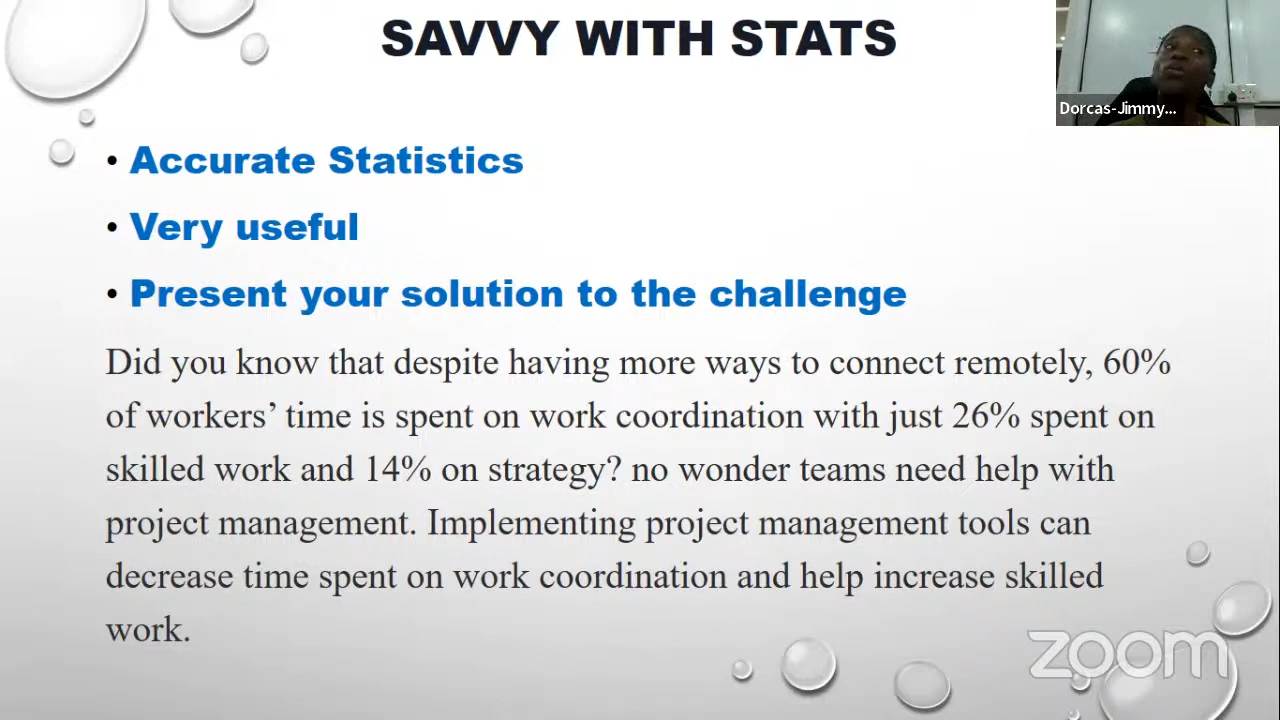 SAVVY WITH STATS
Dorcas-Jimmy...
• Accurate Statistics
• Very useful
• Present your solution to the challenge
Did you know that despite having more ways to connect remotely, 60%
of workers’ time is spent on work coordination with just 26% spent on
skilled work and 14% on strategy? no wonder teams need help with
project management. Implementing project management tools can
decrease time spent on work coordination and help increase skilled
work.
zoom